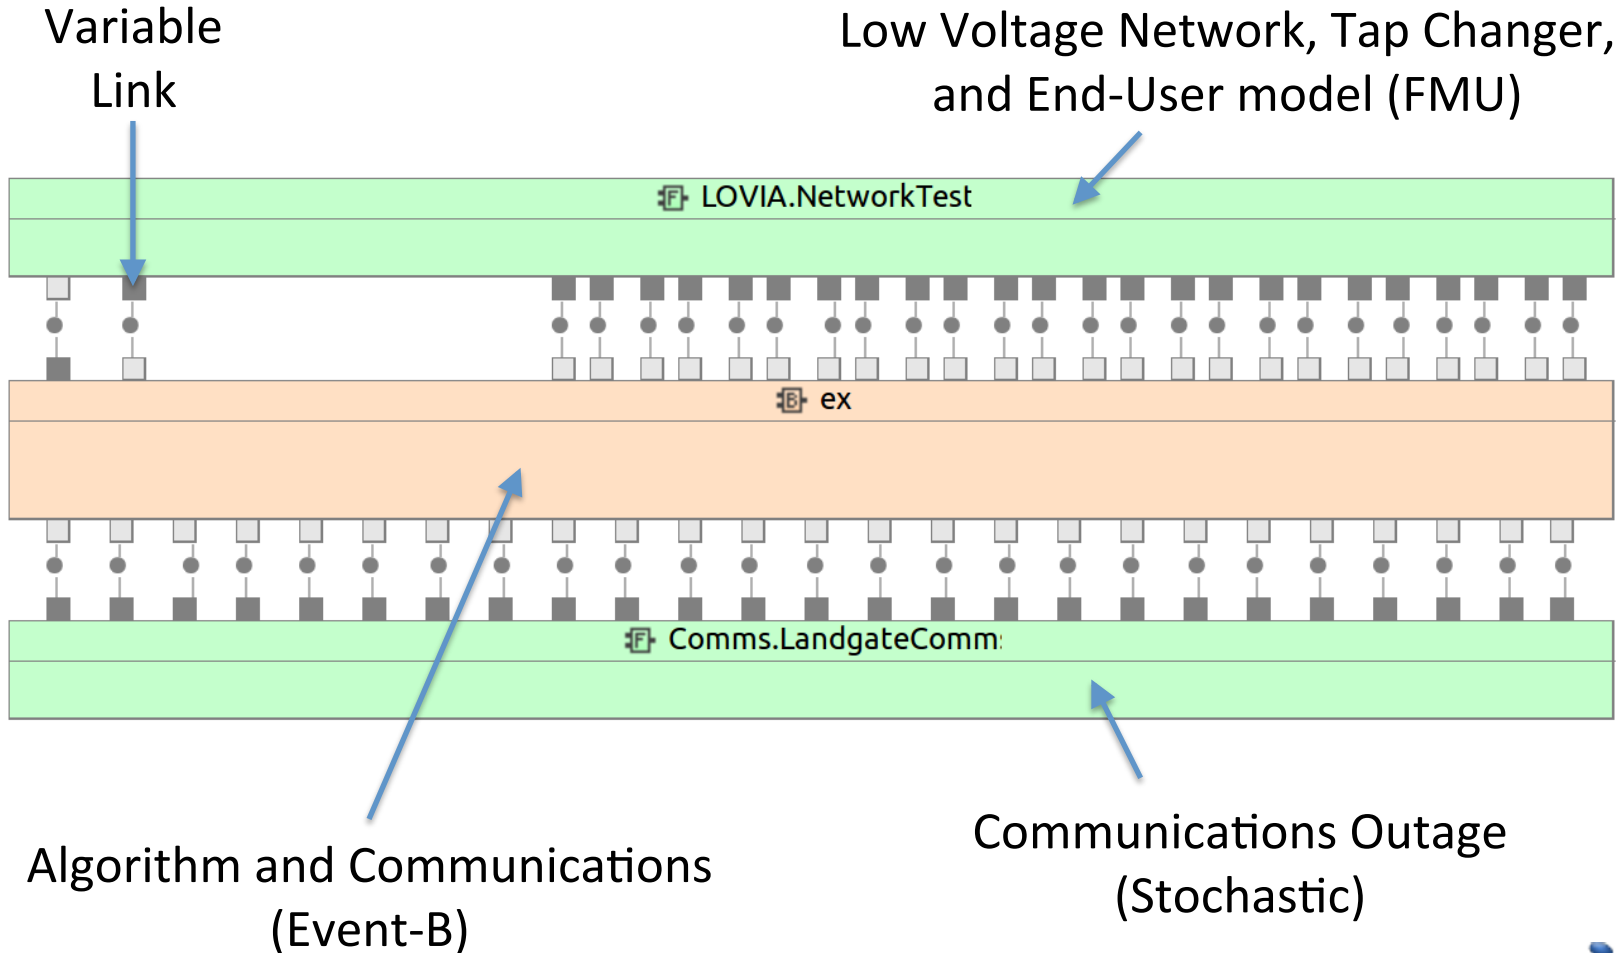 Variable
Link
Low Voltage Network, Tap Changer,
and End-User model (FMU)
F LOVIA.NetworkTest
B ex
F Comms.LandgateComm
Algorithm and Communications
(Event-B)
Communications Outage
(Stochastic)